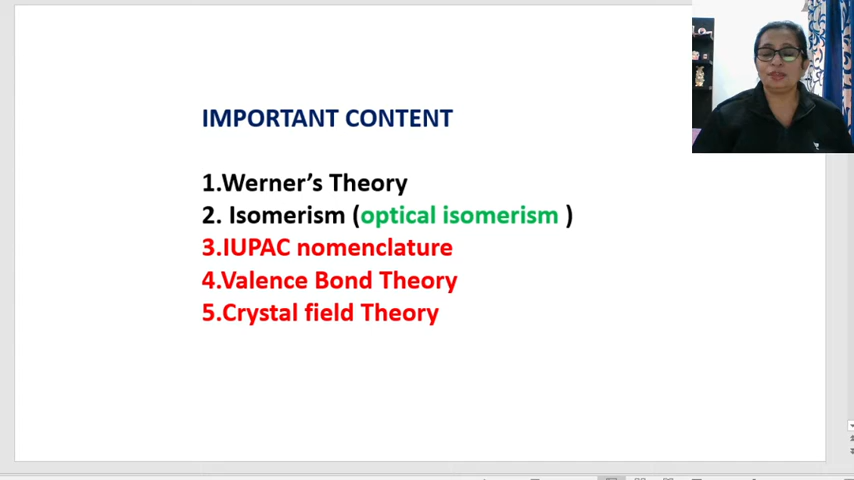 IMPORTANT CONTENT
1.Werner's Theory
2. Isomerism (optical isomerism )
3.IUPAC nomenclature
4.Valence Bond Theory
5.Crystal field Theory